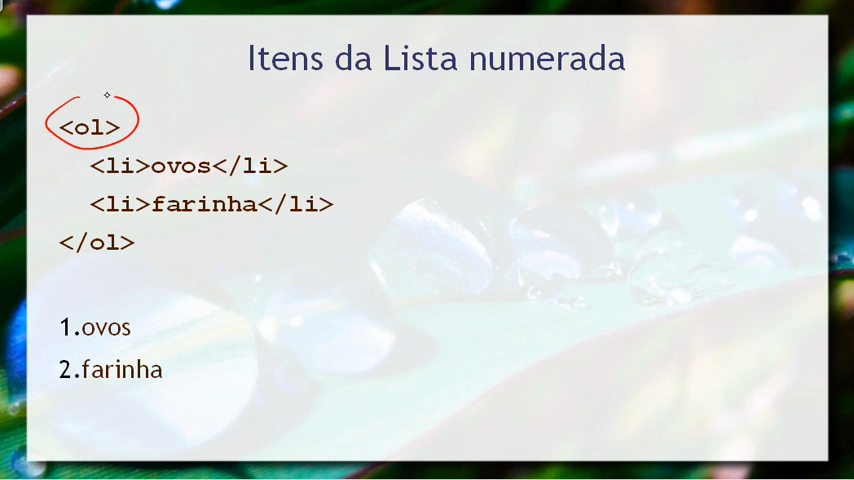 Itens da Lista numerada
<ol>
<li>ovos</li>
<li>farinha</li>
</ol>
1.ovos
2.farinha